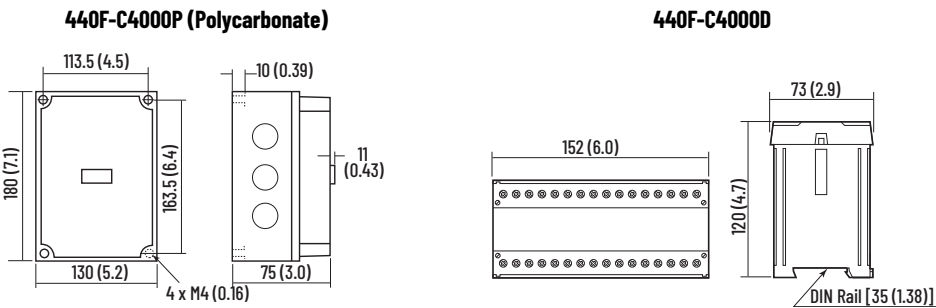 440F-C4000P (Polycarbonate)
440F-C4000D
113.5 (4.5)
10 (0.39)
73 (2.9)
180 (7.1)
163.5 (6.4)
11
(0.43)
152 (6.0)
120 (4.7)
130 (5.2)
75 (3.0)
4 x M4 (0.16)
DIN Rail [35 (1.38)]